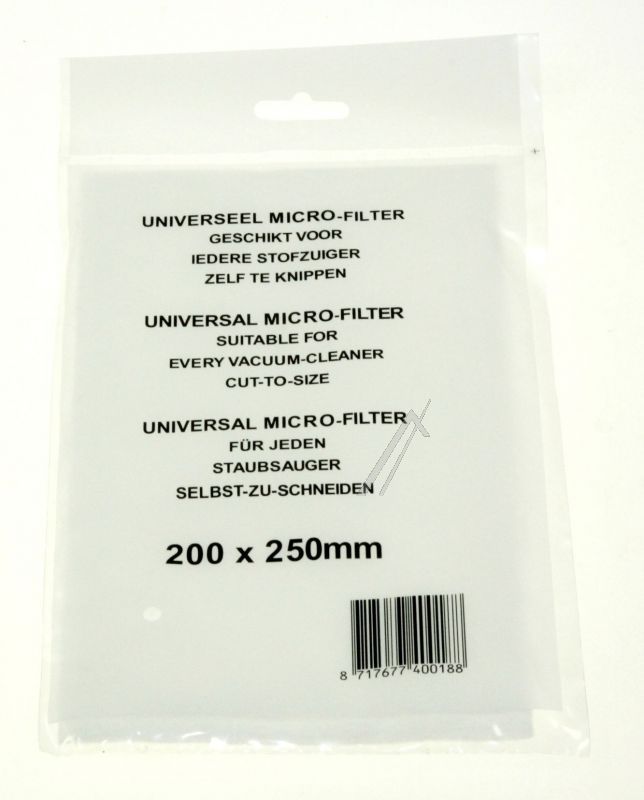 UNIVERSEEL MICRO-FILTER
GESCHIKT VOOR
IEDERE STOFZUIGER
ZELF TE KNIPPEN
UNIVERSAL MICRO-FILTER
SUITABLE FOR
EVERY VACUUM-CLEANER
CUT-TO-SIZE
UNIVERSAL MICRO-FILTER
FÜR JEDEN
STAUBSAUGER
SELBST-ZU-SCHNEIDEN
200 x 250mm
8 717677 400188